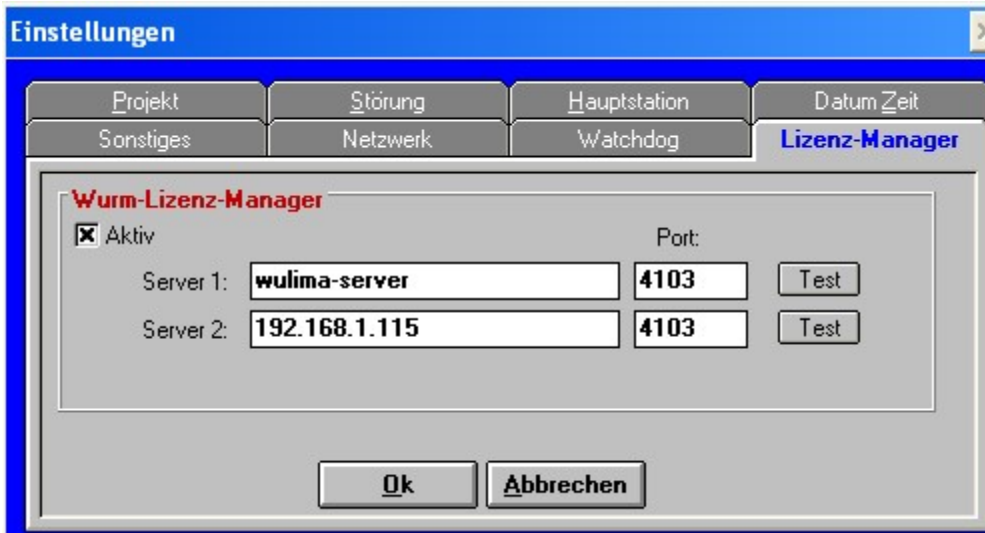 Einstellungen
Projekt Störung Hauptstation Datum Zeit
Sonstiges Netzwerk Watchdog Lizenz-Manager
Wurm-Lizenz-Manager
Aktiv Port:
Server 1: wulima-server 4103 Test
Server 2: 192.168.1.115 4103 Test
Ok Abbrechen